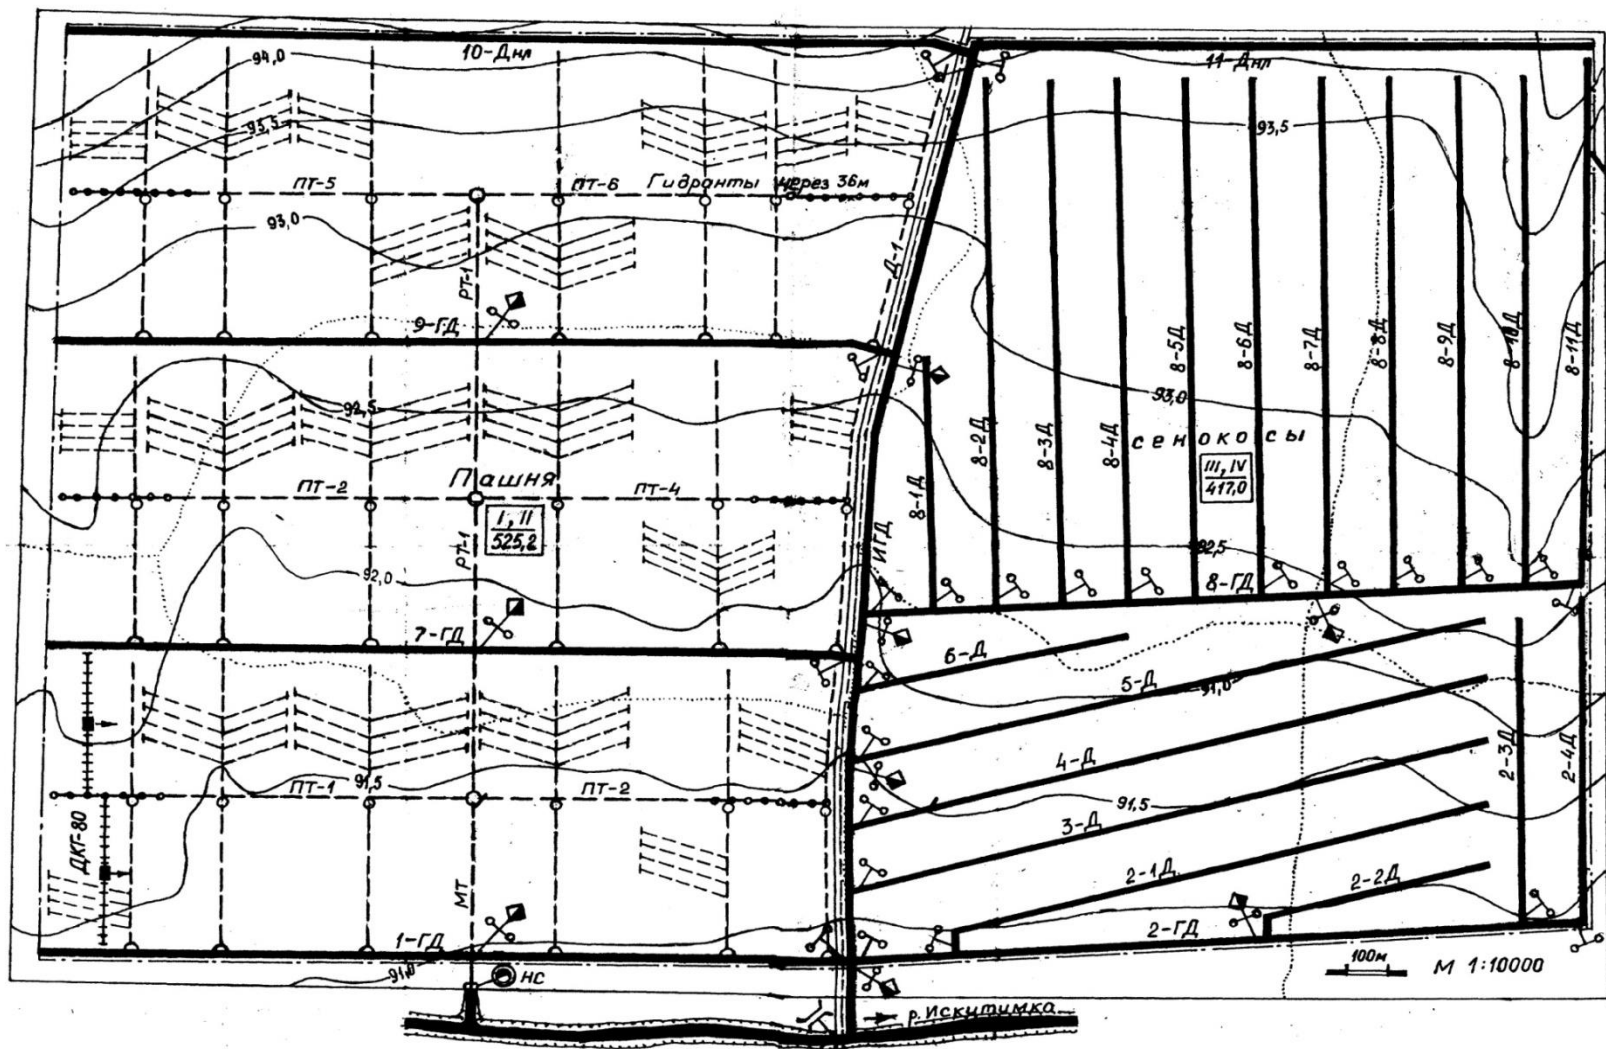 10-Днл
11-Днл
94,0
93,5
93,5
ПТ-5
ПТ-6
Гидранты через 36м
93,0
РТ-1
Д-1
9-ГД
8-1Д
8-2Д
8-3Д
8-4Д
8-5Д
8-6Д
8-7Д
8-8Д
8-9Д
8-10Д
8-11Д
93,0
92,5
сенокосы
III, IV
417,0
Пашня
ПТ-2
ПТ-4
I, II
525,2
РТ-1
ИГД
92,5
92,0
8-ГД
7-ГД
6-Д
5-Д
91,0
4-Д
2-3Д
2-4Д
ПТ-1
91,5
ПТ-2
91,5
3-Д
ДКГ-80
2-1Д
2-2Д
МТ
1-ГД
2-ГД
91,0
НС
100м
М 1:10000
р. Искитимка